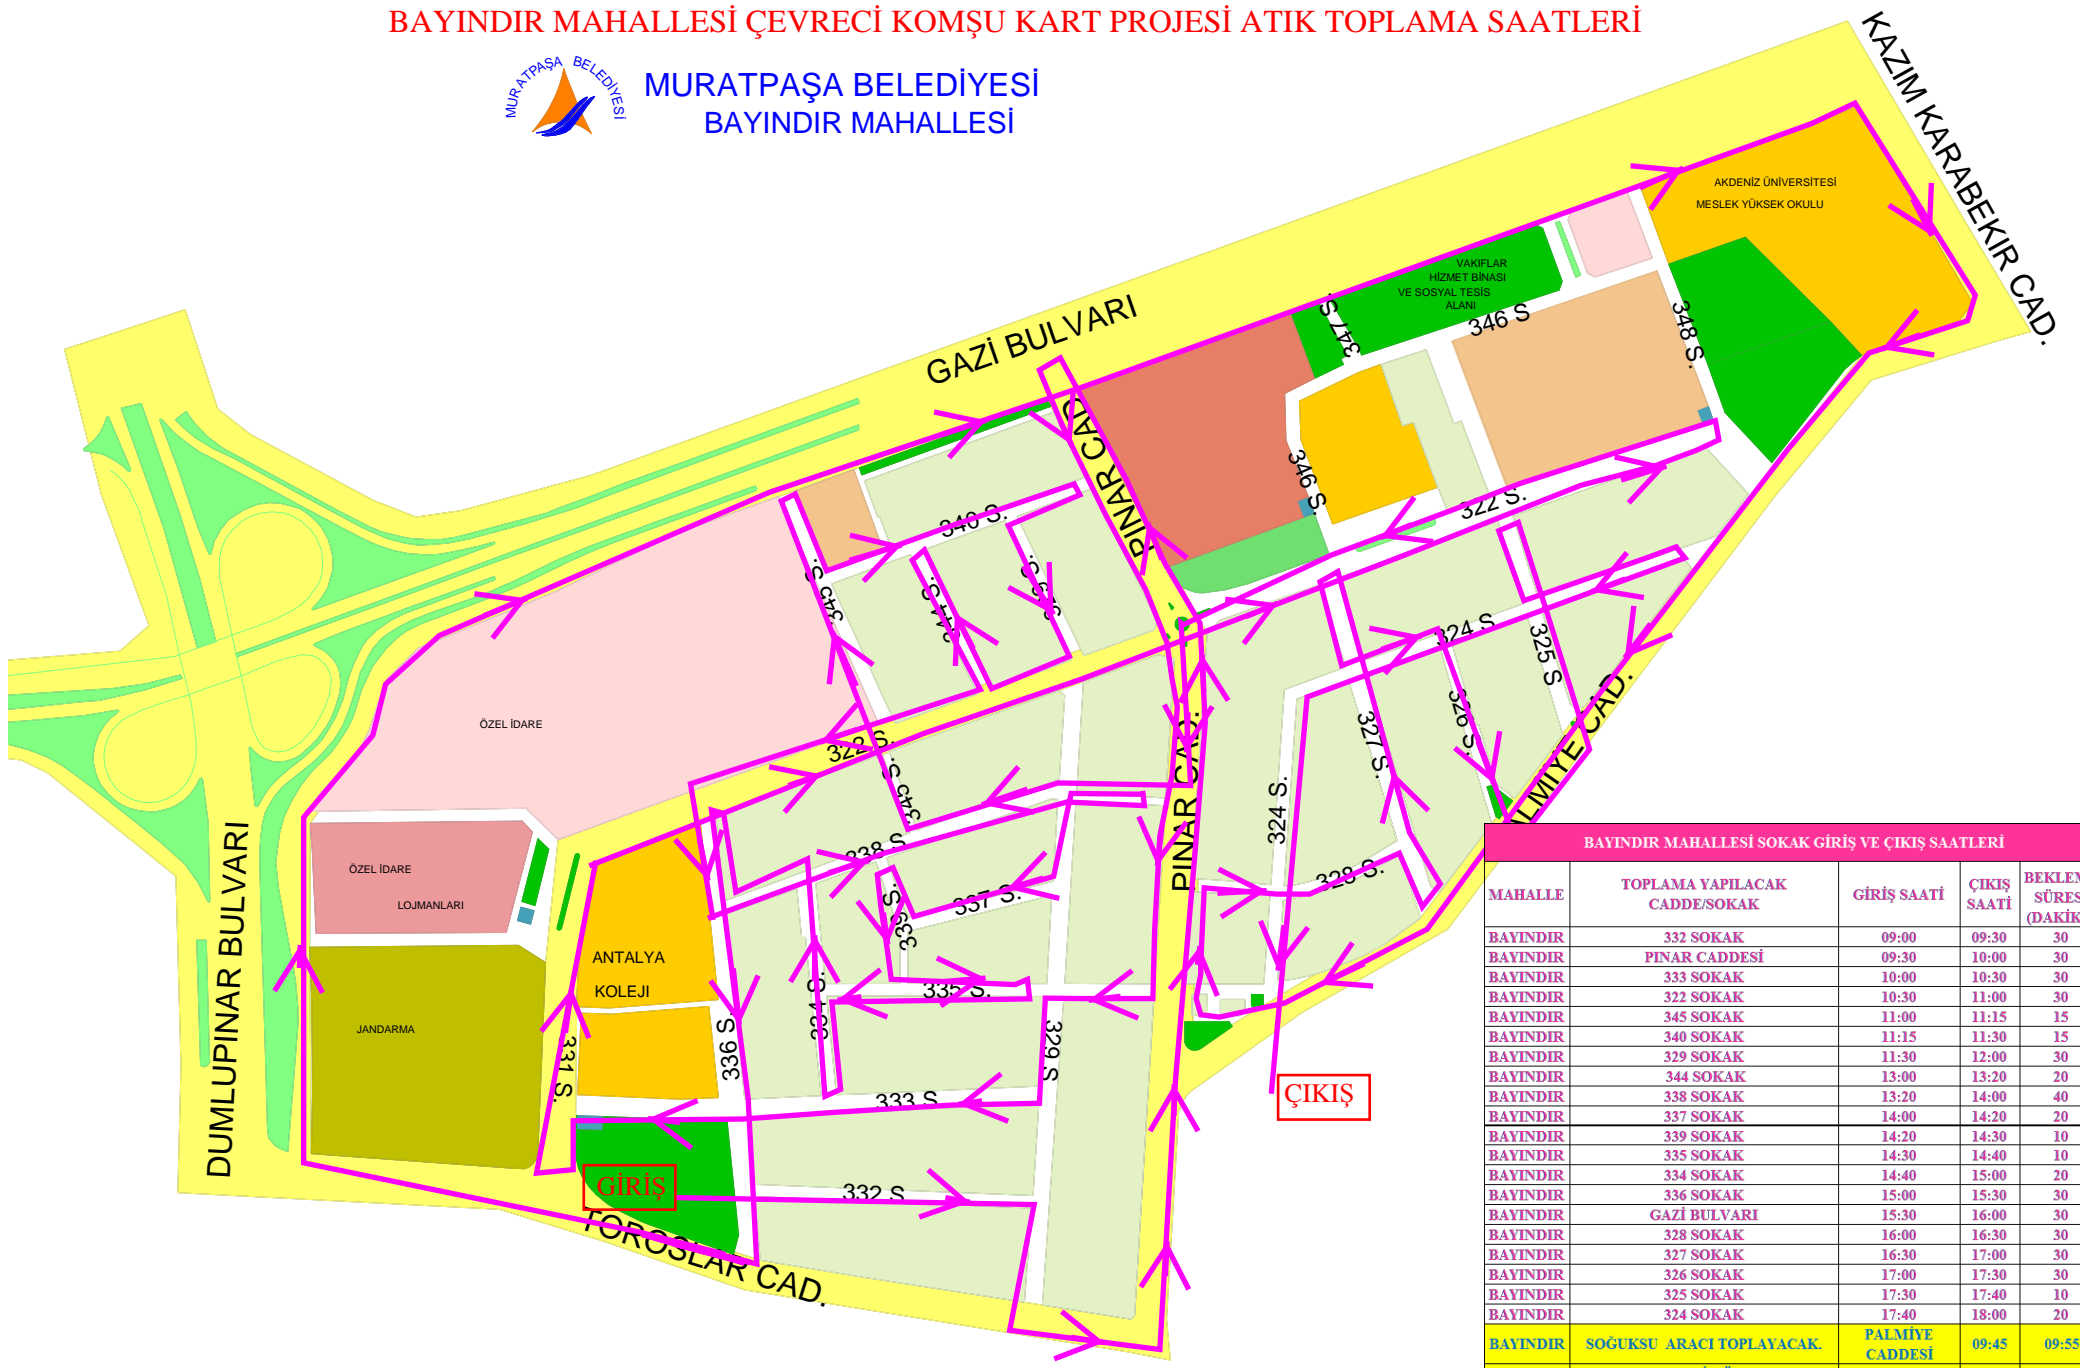 BAYINDIR MAHALLESİ ÇEVRECİ KOMŞU KART PROJESİ ATIK TOPLAMA SAATLERİ
MURATPAŞA BELEDİYESİ
MURATPAŞA BELEDİYESİ
BAYINDIR MAHALLESİ
KAZIM KARABEKIR CAD.
AKDENİZ ÜNİVERSİTESİ
MESLEK YÜKSEK OKULU
VAKIFLAR
HİZMET BİNASI
VE SOSYAL TESİS
ALANI
GAZİ BULVARI
347 S.
346 S
348 S.
PINAR CAD.
346 S.
346 S.
322 S.
345 S.
344 S.
324 S
325 S
326 S.
327 S.
ÖZEL İDARE
322 S.
345 S.
PINAR CAD.
324 S.
328 S.
338 S
337 S.
339 S.
335 S.
334 S.
336 S.
329 S
333 S
331 S.
332 S
DUMLUPINAR BULVARI
ÖZEL İDARE
LOJMANLARI
JANDARMA
ANTALYA
KOLEJI
GİRİŞ
ÇIKIŞ
TOROSLAR CAD.
BAYINDIR MAHALLESİ SOKAK GİRİŞ VE ÇIKIŞ SAATLERİ
MAHALLE TOPLAMA YAPILACAK CADDE/SOKAK GİRİŞ SAATİ ÇIKIŞ SAATİ
BAYINDIR 332 SOKAK 09:00 09:30 30
BAYINDIR PINAR CADDESİ 09:30 10:00 30
BAYINDIR 333 SOKAK 10:00 10:30 30
BAYINDIR 322 SOKAK 10:30 11:00 30
BAYINDIR 345 SOKAK 11:00 11:15 15
BAYINDIR 340 SOKAK 11:15 11:30 15
BAYINDIR 329 SOKAK 11:30 12:00 30
BAYINDIR 344 SOKAK 13:00 13:20 20
BAYINDIR 338 SOKAK 13:20 14:00 40
BAYINDIR 337 SOKAK 14:00 14:20 20
BAYINDIR 339 SOKAK 14:20 14:30 10
BAYINDIR 335 SOKAK 14:30 14:40 10
BAYINDIR 334 SOKAK 14:40 15:00 20
BAYINDIR 336 SOKAK 15:00 15:30 30
BAYINDIR GAZİ BULVARI 15:30 16:00 30
BAYINDIR 328 SOKAK 16:00 16:30 30
BAYINDIR 327 SOKAK 16:30 17:00 30
BAYINDIR 326 SOKAK 17:00 17:30 30
BAYINDIR 325 SOKAK 17:30 17:40 10
BAYINDIR 324 SOKAK 17:40 18:00 20
BAYINDIR SOĞUKSU ARACI TOPLAYACAK. PALMİYE CADDESİ 09:45 09:55